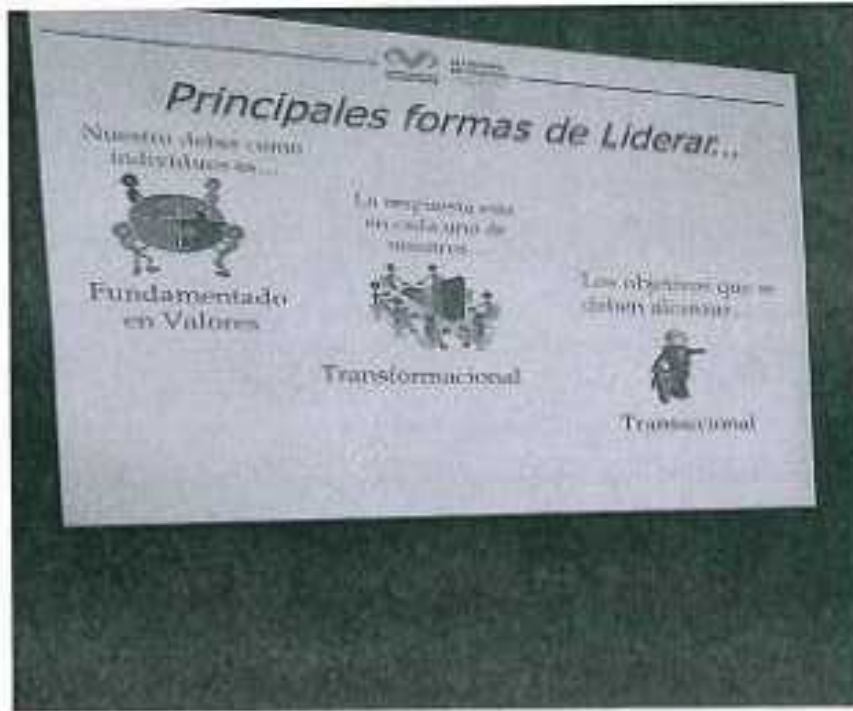 Principales formas de Liderar...
Nuestro deber como
individuos es...
Fundamentado
en Valores
La respuesta está
en cada uno de
nosotros
Transformacional
Los objetivos que se
deben alcanzar...
Transaccional